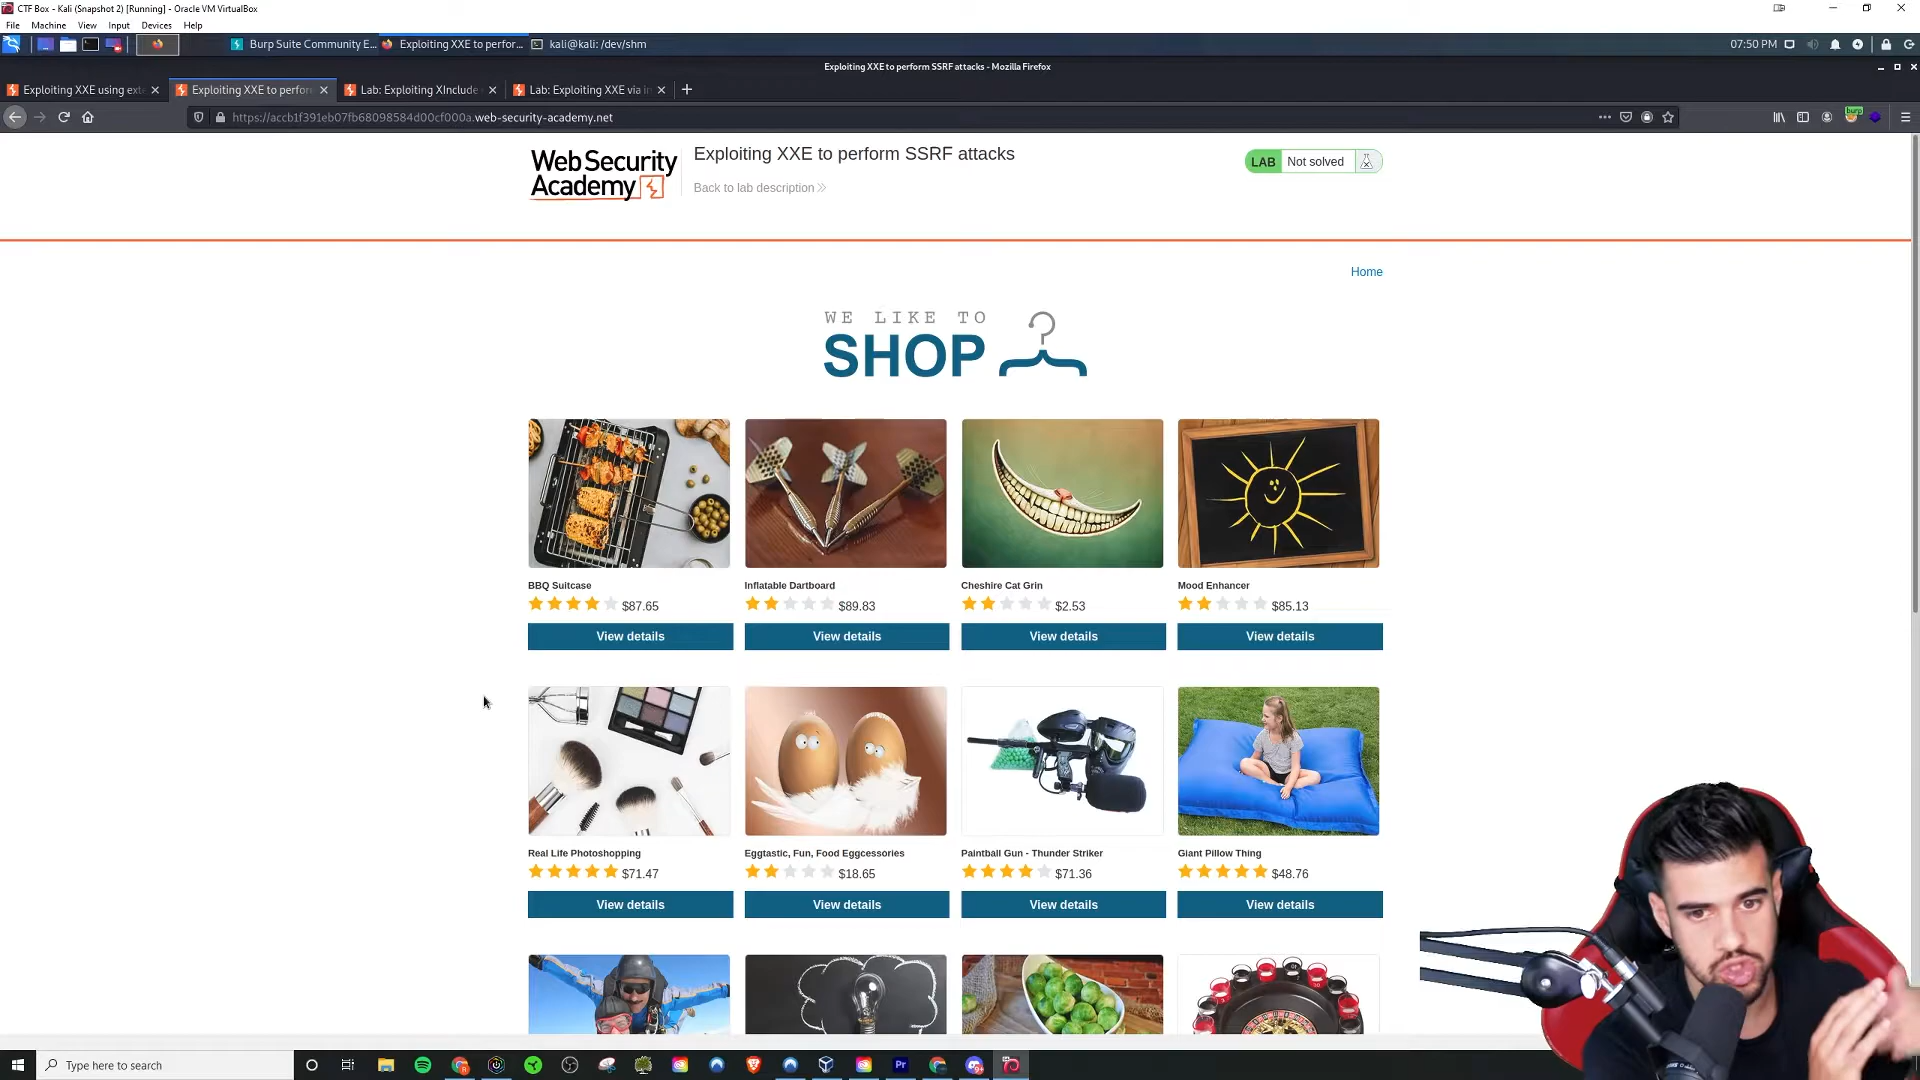 CTF Box - Kali (Snapshot 2) [Running] - Oracle VM VirtualBox
File Machine View Input Devices Help
Burp Suite Community E... Exploiting XXE to perfor... kali@kali: /dev/shm 07:50 PM
Exploiting XXE to perform SSRF attacks - Mozilla Firefox
Exploiting XXE using ext Exploiting XXE to perfor Lab: Exploiting XInclude Lab: Exploiting XXE via i
https://accb1f391eb07fb68098584d00cf000a.web-security-academy.net
burp
Web Security
Academy
Exploiting XXE to perform SSRF attacks
Back to lab description
LAB Not solved
Home
WE LIKE TO
SHOP
BBQ Suitcase Inflatable Dartboard Cheshire Cat Grin Mood Enhancer
$87.65 $89.83 $2.53 $85.13
View details View details View details View details
Real Life Photoshopping Eggtastic, Fun, Food Eggcessories Paintball Gun - Thunder Striker Giant Pillow Thing
$71.47 $18.65 $71.36 $48.76
View details View details View details View details
Type here to search
Pr